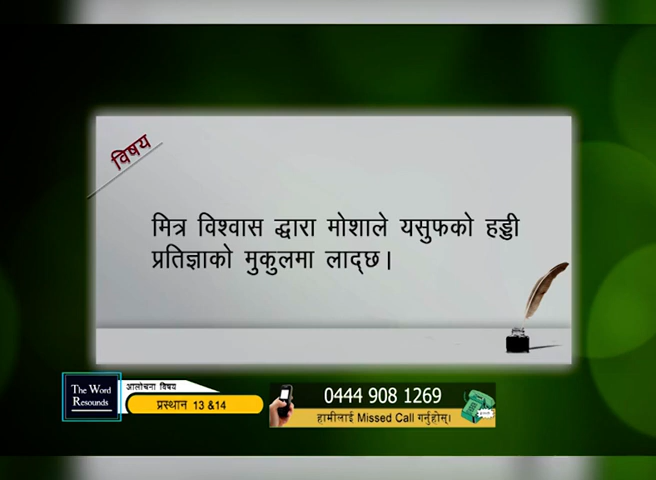 विषय
मित्र विश्वास द्वारा मोशाले यसुफको हड्डी
प्रतिज्ञाको मुकुलमा लाद्छ।
The Word
Resounds
आलोचना विषय
प्रस्थान 13 &14
0444 908 1269
हामीलाई Missed Call गर्नुहोस्।